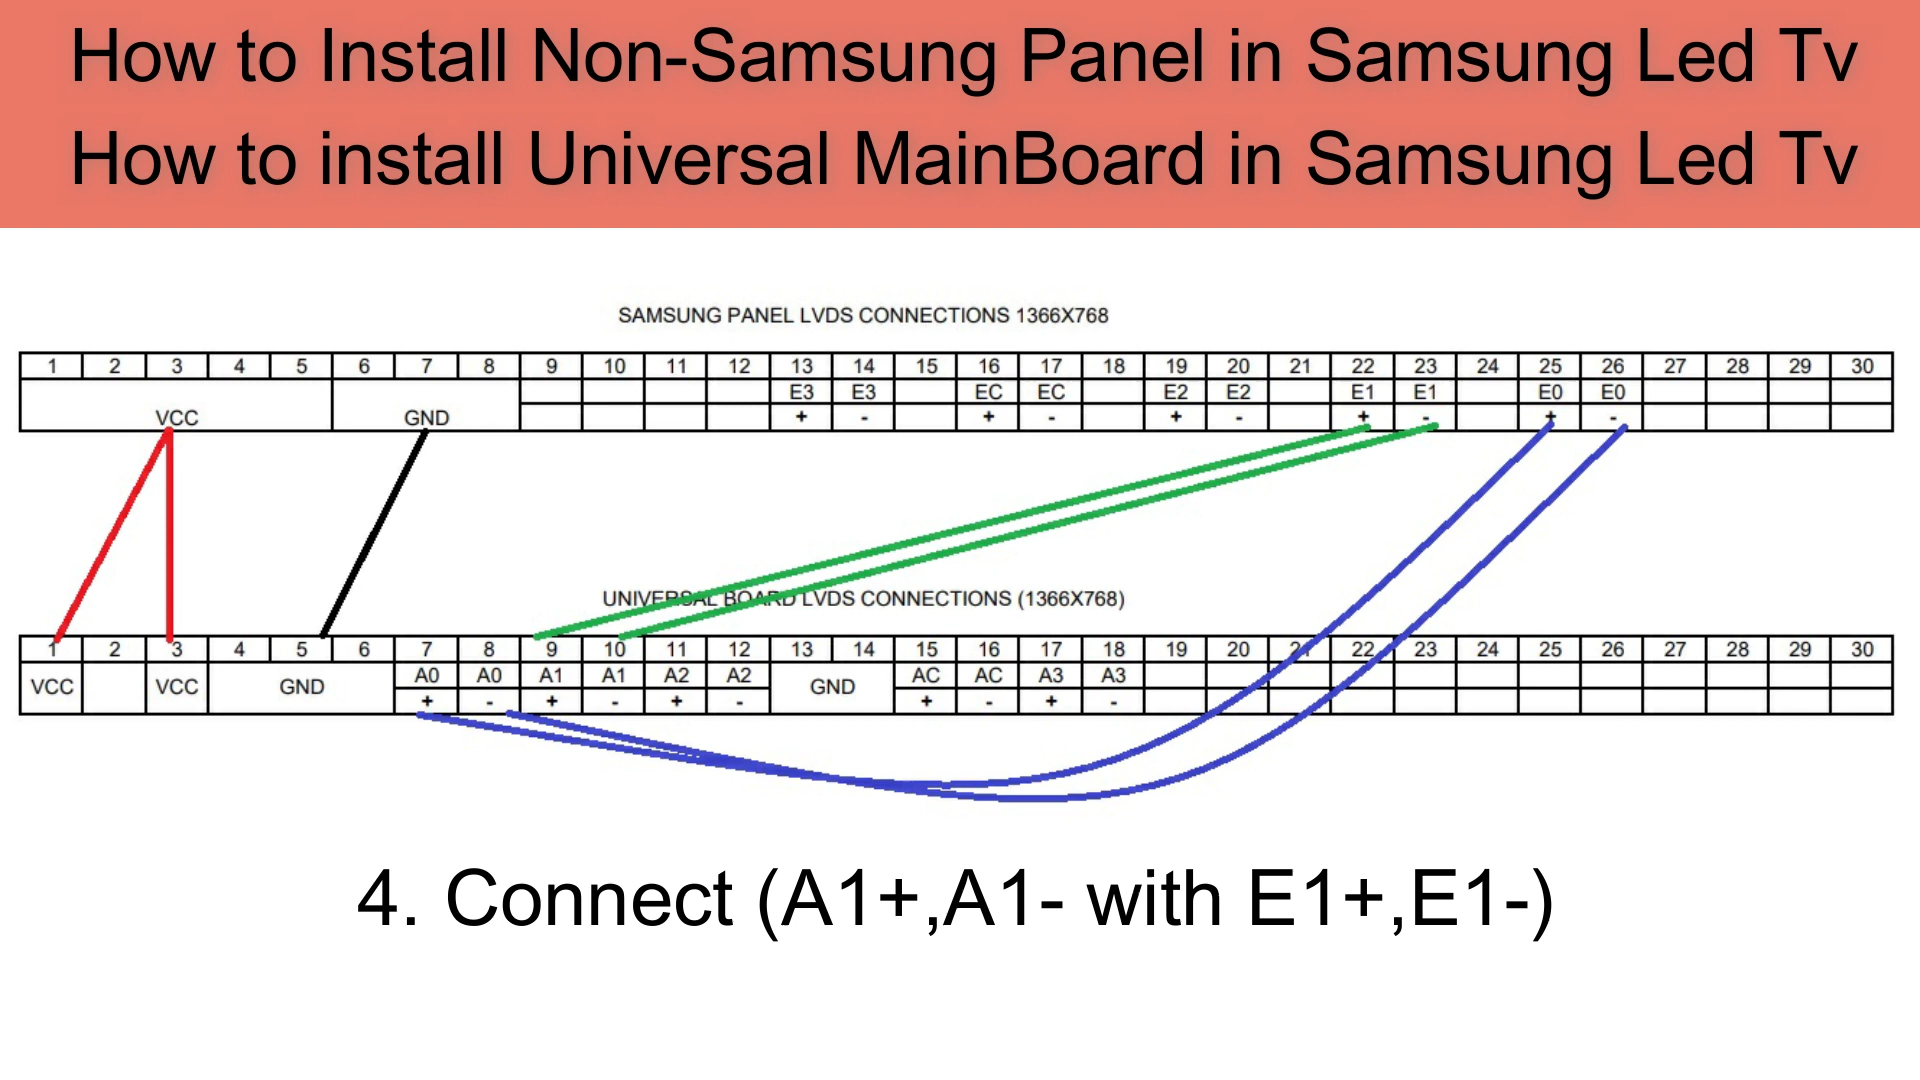 How to Install Non-Samsung Panel in Samsung Led Tv
How to install Universal MainBoard in Samsung Led Tv
SAMSUNG PANEL LVDS CONNECTIONS 1366X768
1 2 3 4 5 6 7 8 9 10 11 12 13 14 15 16 17 18 19 20 21 22 23 24 25 26 27 28 29 30
E3 E3 EC EC E2 E2 E1 E1 E0 E0
VCC GND + - + - + - + - + -
UNIVERSAL BOARD LVDS CONNECTIONS (1366X768)
1 2 3 4 5 6 7 8 9 10 11 12 13 14 15 16 17 18 19 20 21 22 23 24 25 26 27 28 29 30
A0 A0 A1 A1 A2 A2 AC AC A3 A3
VCC VCC GND GND
+ - + - + - + - + -
4. Connect (A1+,A1- with E1+,E1-)